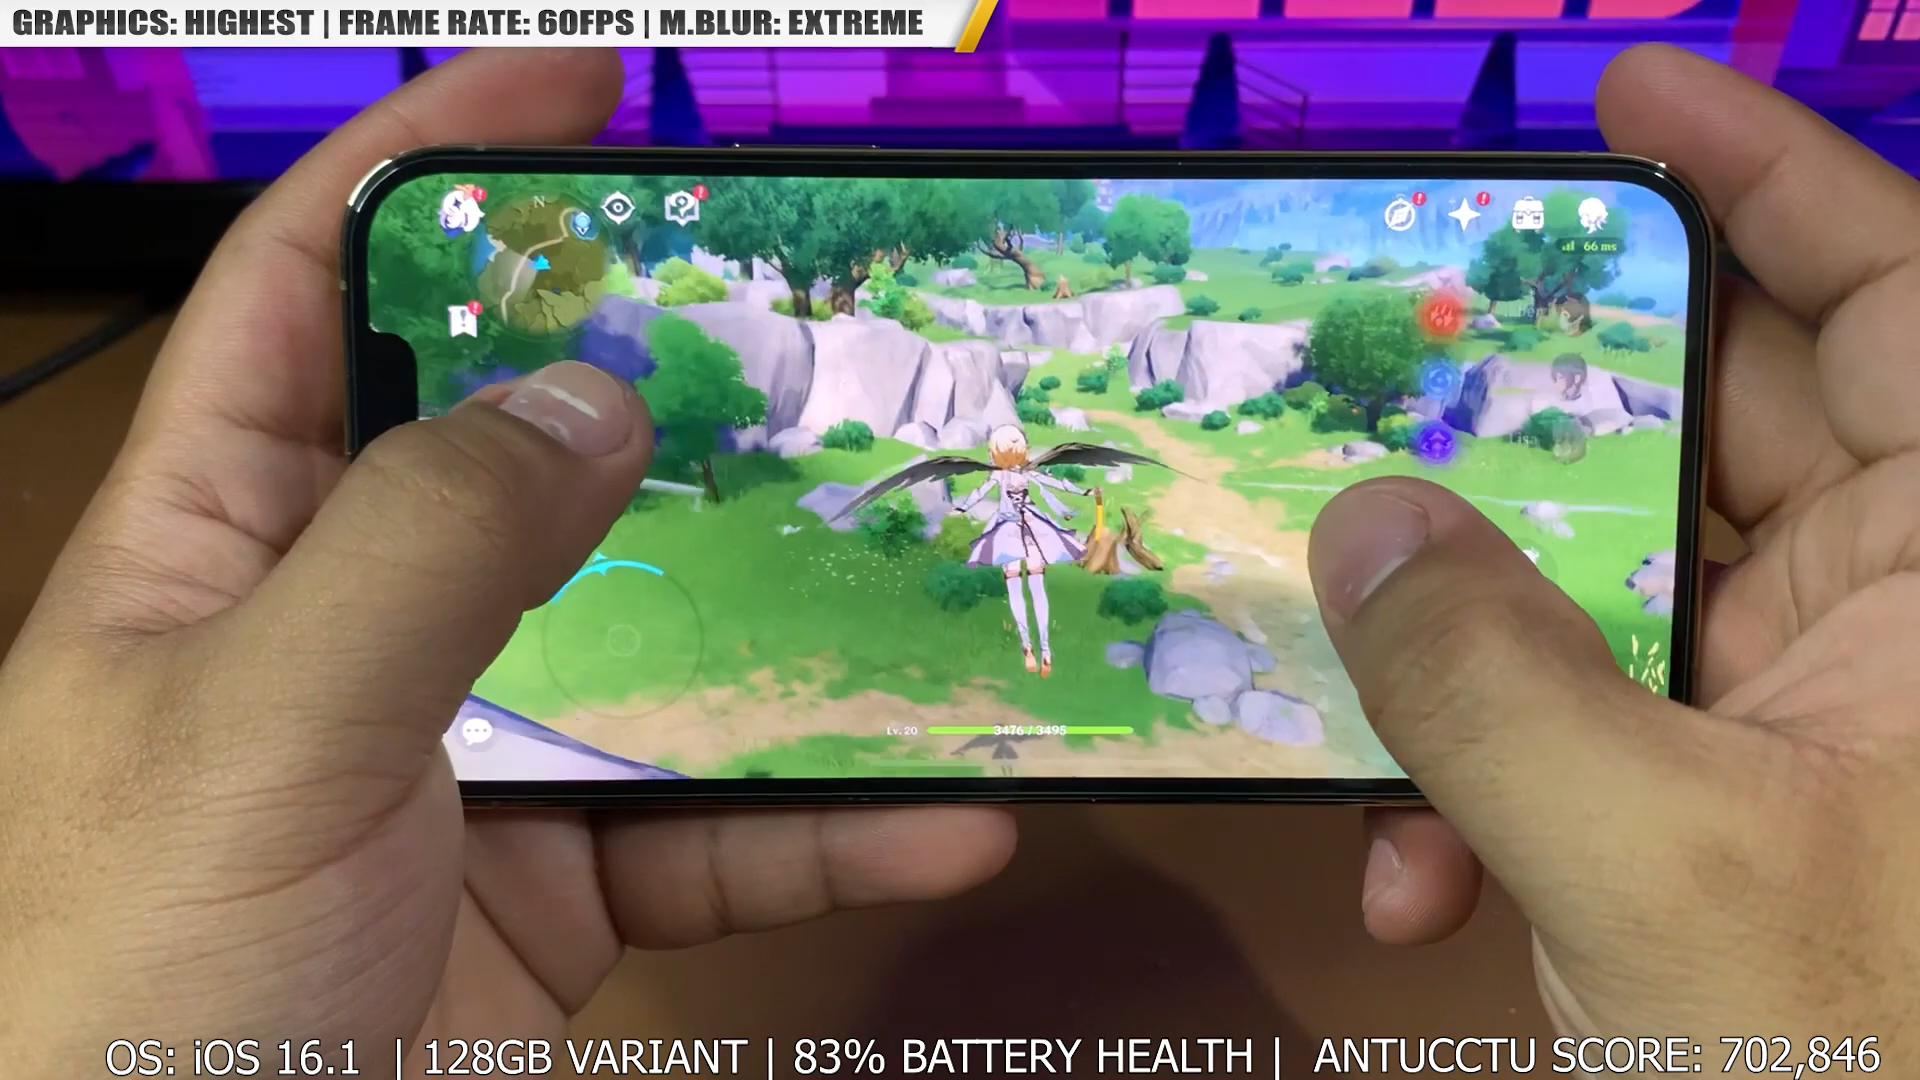 GRAPHICS: HIGHEST | FRAME RATE: 60FPS | M.BLUR: EXTREME
N
66 ms
Lisa
Lv. 20 3476 / 3495
OS: iOS 16.1 | 128GB VARIANT | 83% BATTERY HEALTH | ANTUCCTU SCORE: 702,846